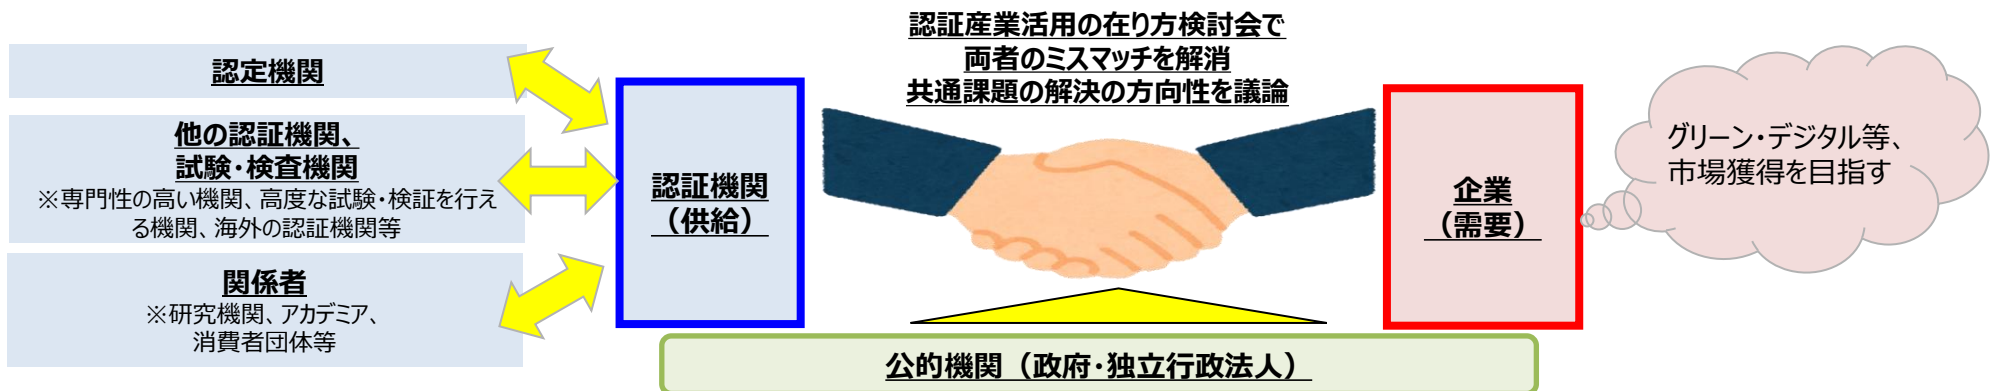 認証産業活用の在り方検討会で
両者のミスマッチを解消
共通課題の解決の方向性を議論
認定機関
他の認証機関、
試験・検査機関
※専門性の高い機関、高度な試験・検証を行え
る機関、海外の認証機関等
関係者
※研究機関、アカデミア、
消費者団体等
認証機関
（供給）
企業
（需要）
グリーン・デジタル等、
市場獲得を目指す
公的機関（政府・独立行政法人）